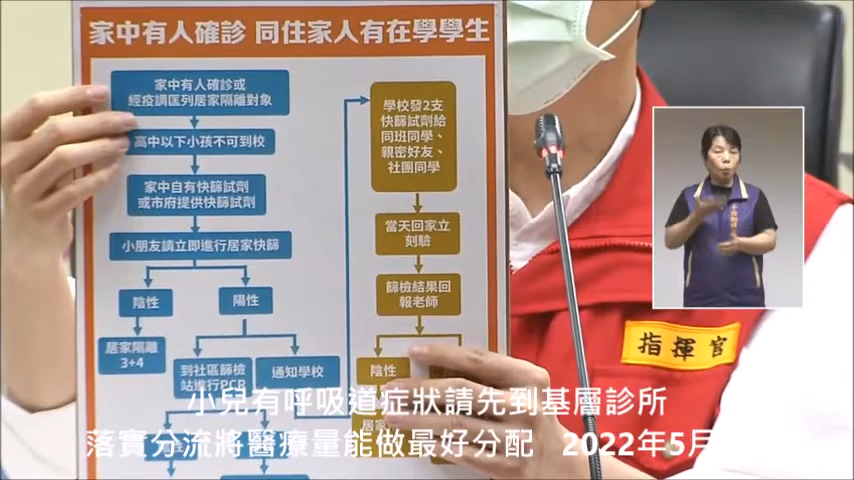 家中有人確診 同住家人有在學學生
家中有人確診或
經疫調匡列居家隔離對象
高中以下小孩不可到校
家中自有快篩試劑
或市府提供快篩試劑
小朋友請立即進行居家快篩
陰性
陽性
居家隔離
3+4
到社區篩檢
站進行PCR
通知學校
學校發2支
快篩試劑給
同班同學、
親密好友、
社團同學
當天回家立
刻驗
篩檢結果回
報老師
陰性
指揮官
小兒有呼吸道症狀請先到基層診所
落實分流將醫療量能做最好分配 2022年5月